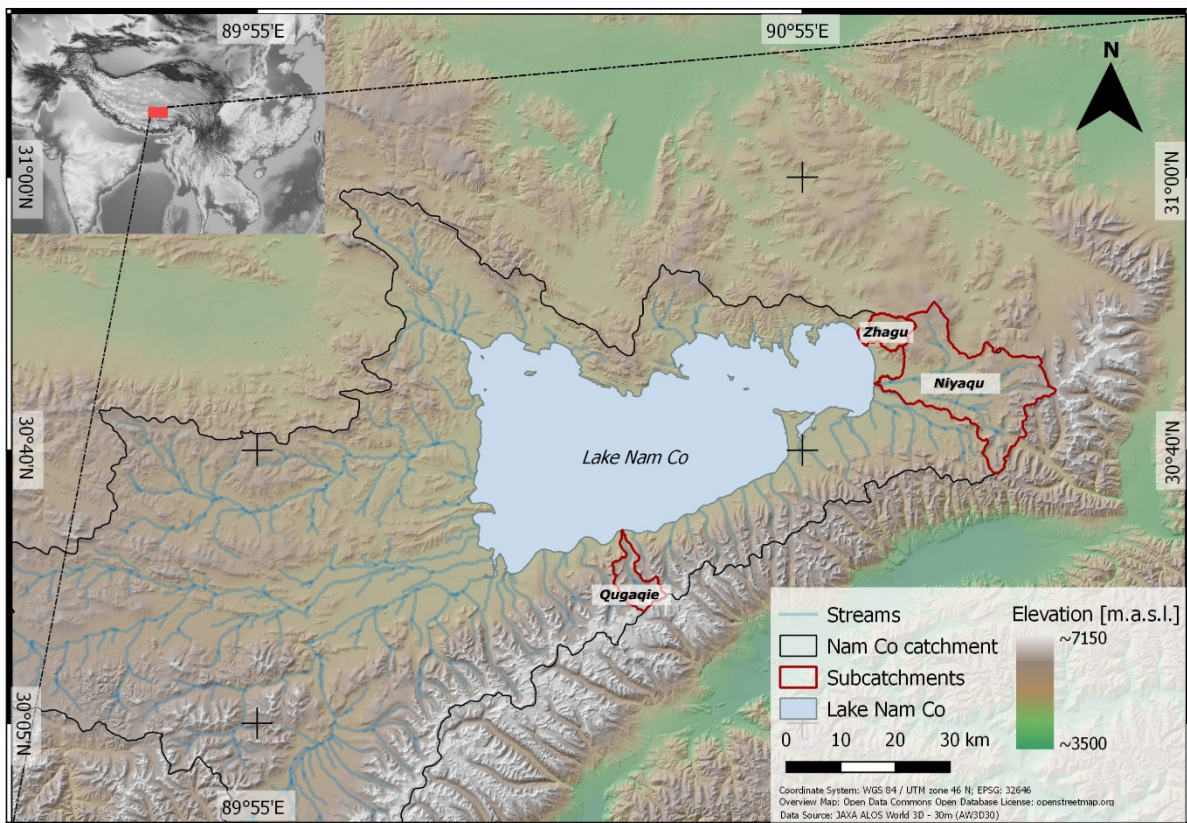 89°55'E
90°55'E
N
31°00'N
31°00'N
Zhagu
Niyaqu
30°40'N
30°40'N
Lake Nam Co
Qugaqie
Streams
Nam Co catchment
Subcatchments
Lake Nam Co
Elevation [m.a.s.l.]
~7150
~3500
0 10 20 30 km
30°05'N
89°55'E
Coordinate System: WGS 84 / UTM zone 46 N; EPSG: 32646
Overview Map: Open Data Commons Open Database License: openstreetmap.org
Data Source: JAXA ALOS World 3D - 30m (AW3D30)